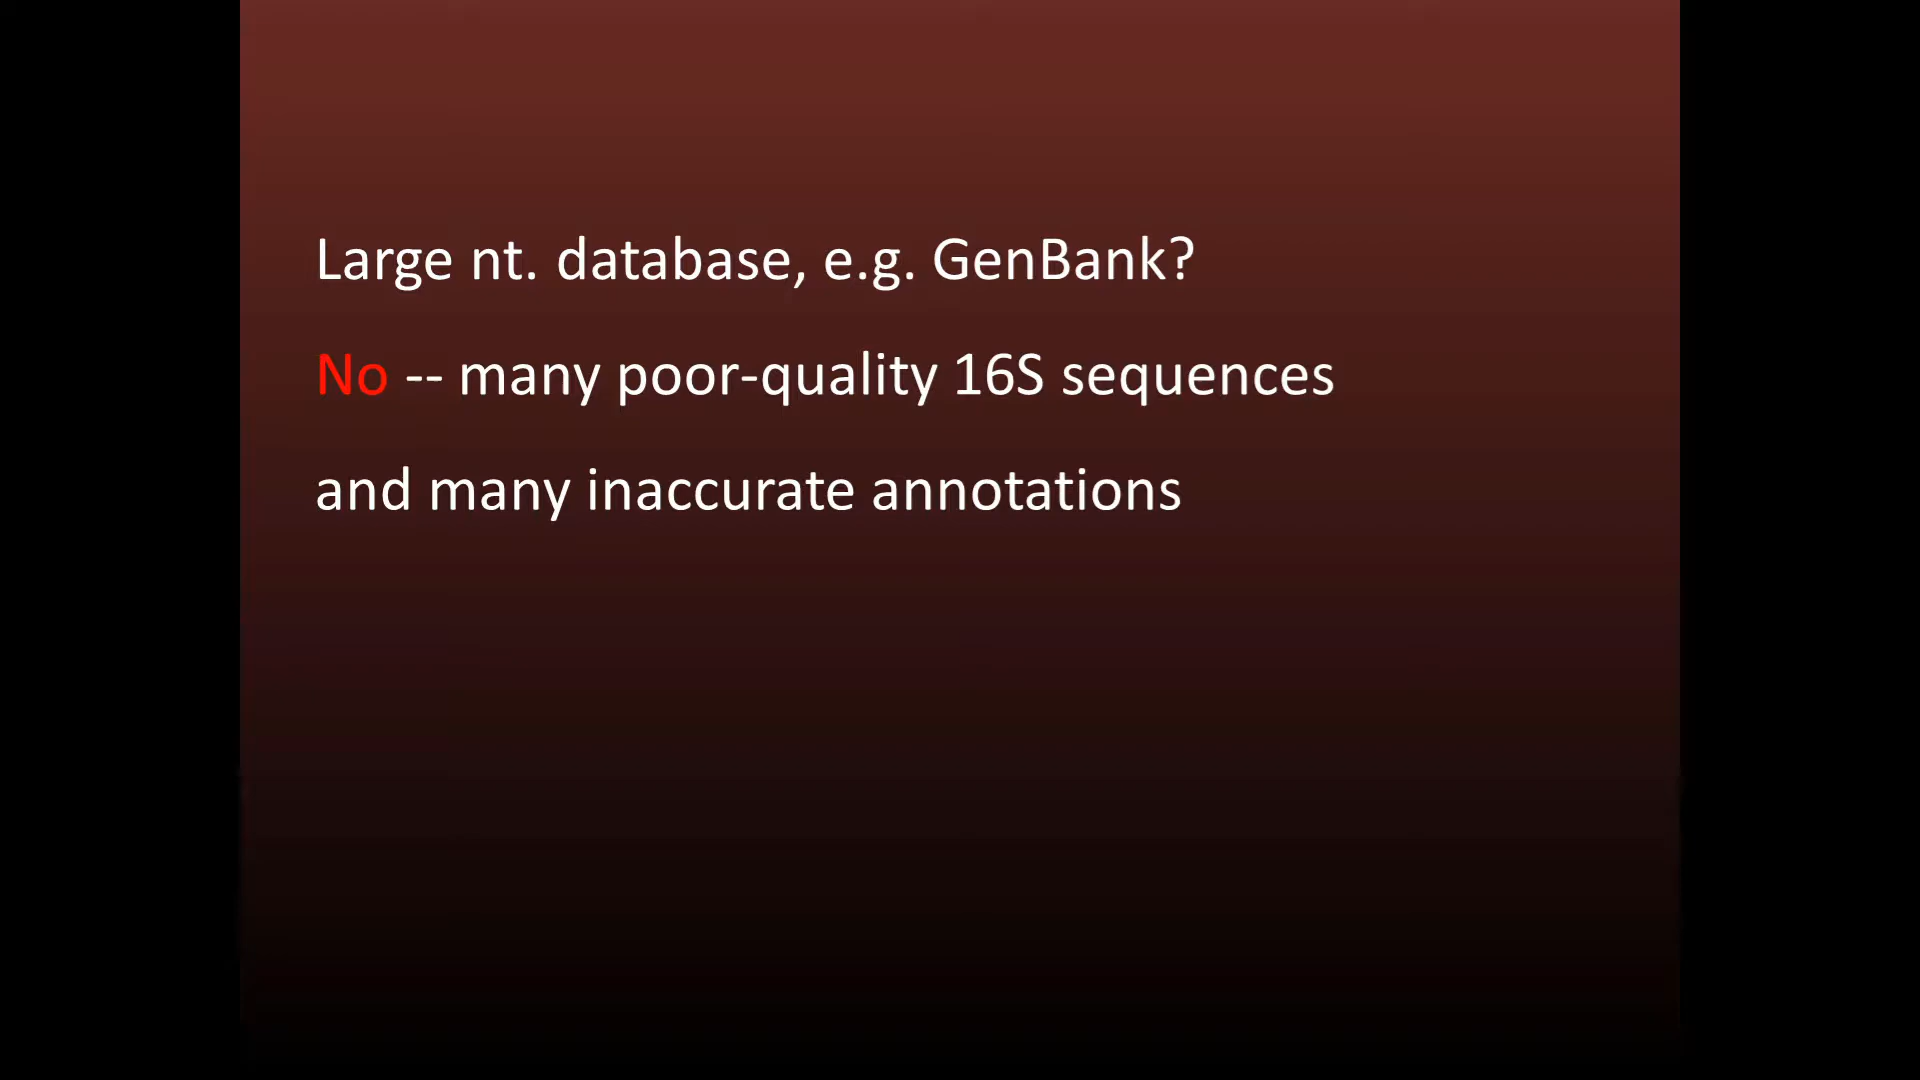 Large nt. database, e.g. GenBank?
No -- many poor-quality 16S sequences
and many inaccurate annotations